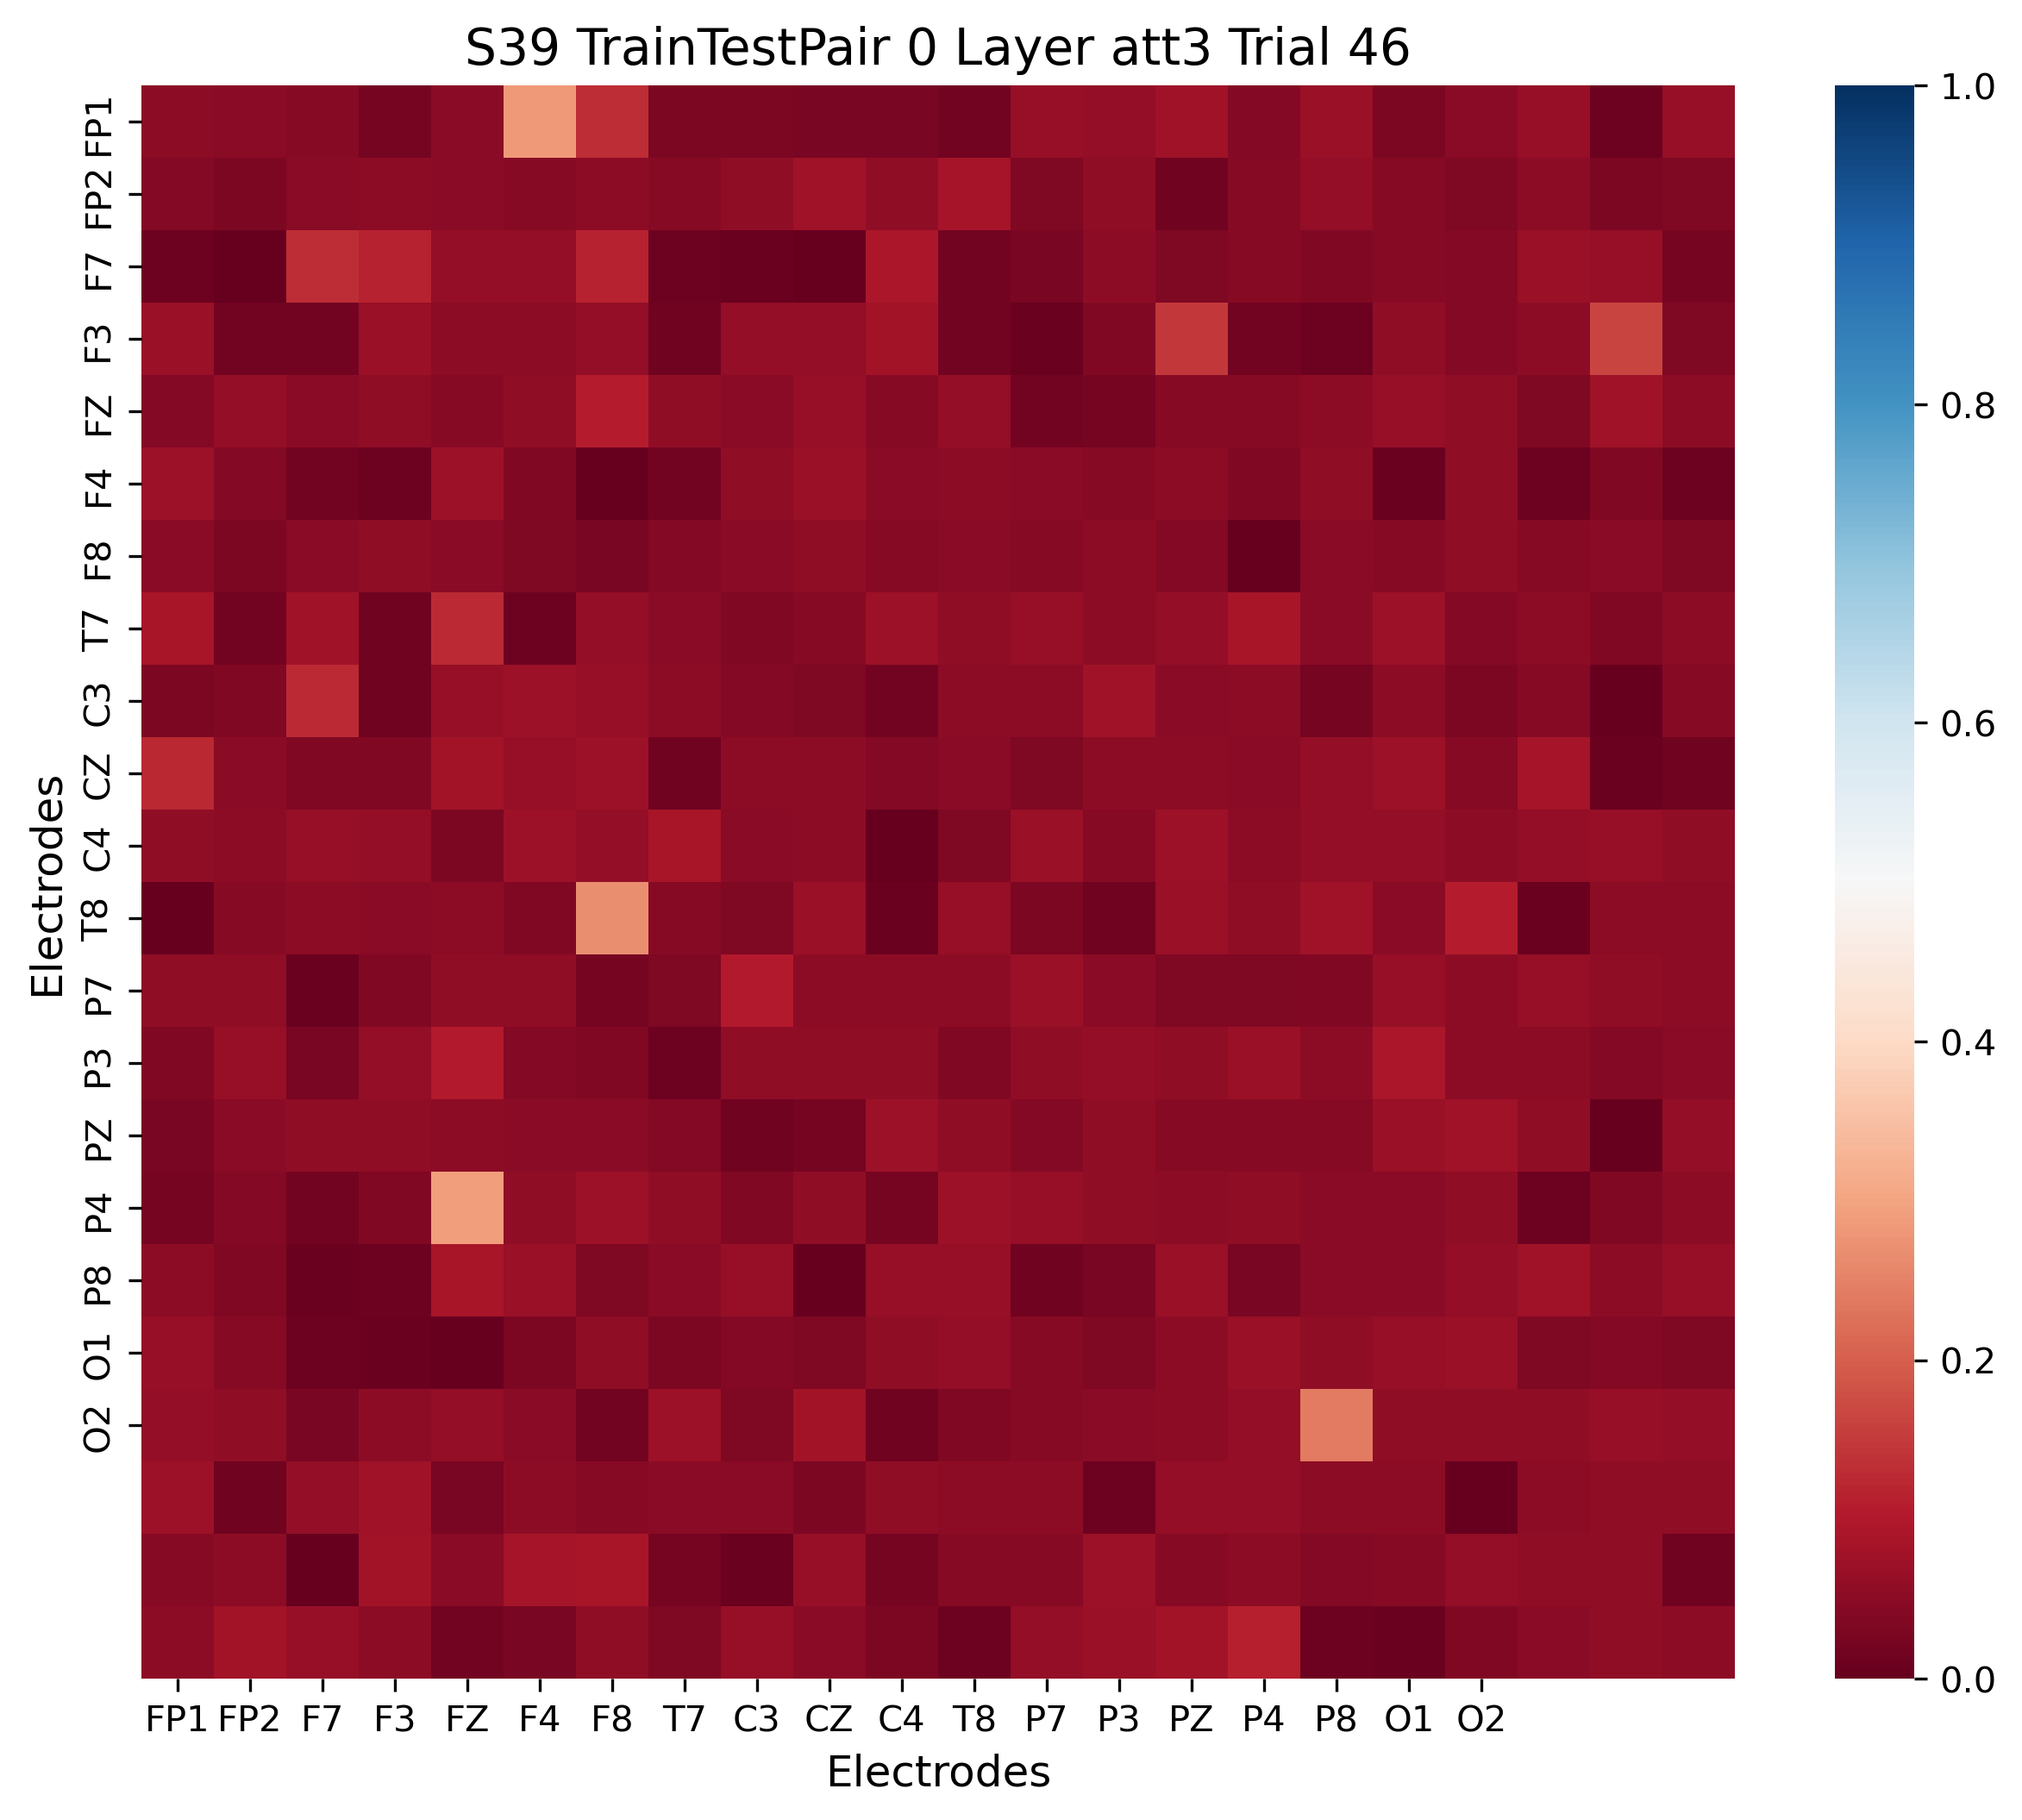 S39 TrainTestPair 0 Layer att3 Trial 46
Electrodes
FP1
FP2
F7
F3
FZ
F4
F8
T7
C3
CZ
C4
T8
P7
P3
PZ
P4
P8
O1
O2
FP1 FP2 F7 F3 FZ F4 F8 T7 C3 CZ C4 T8 P7 P3 PZ P4 P8 O1 O2
Electrodes
1.0
0.8
0.6
0.4
0.2
0.0